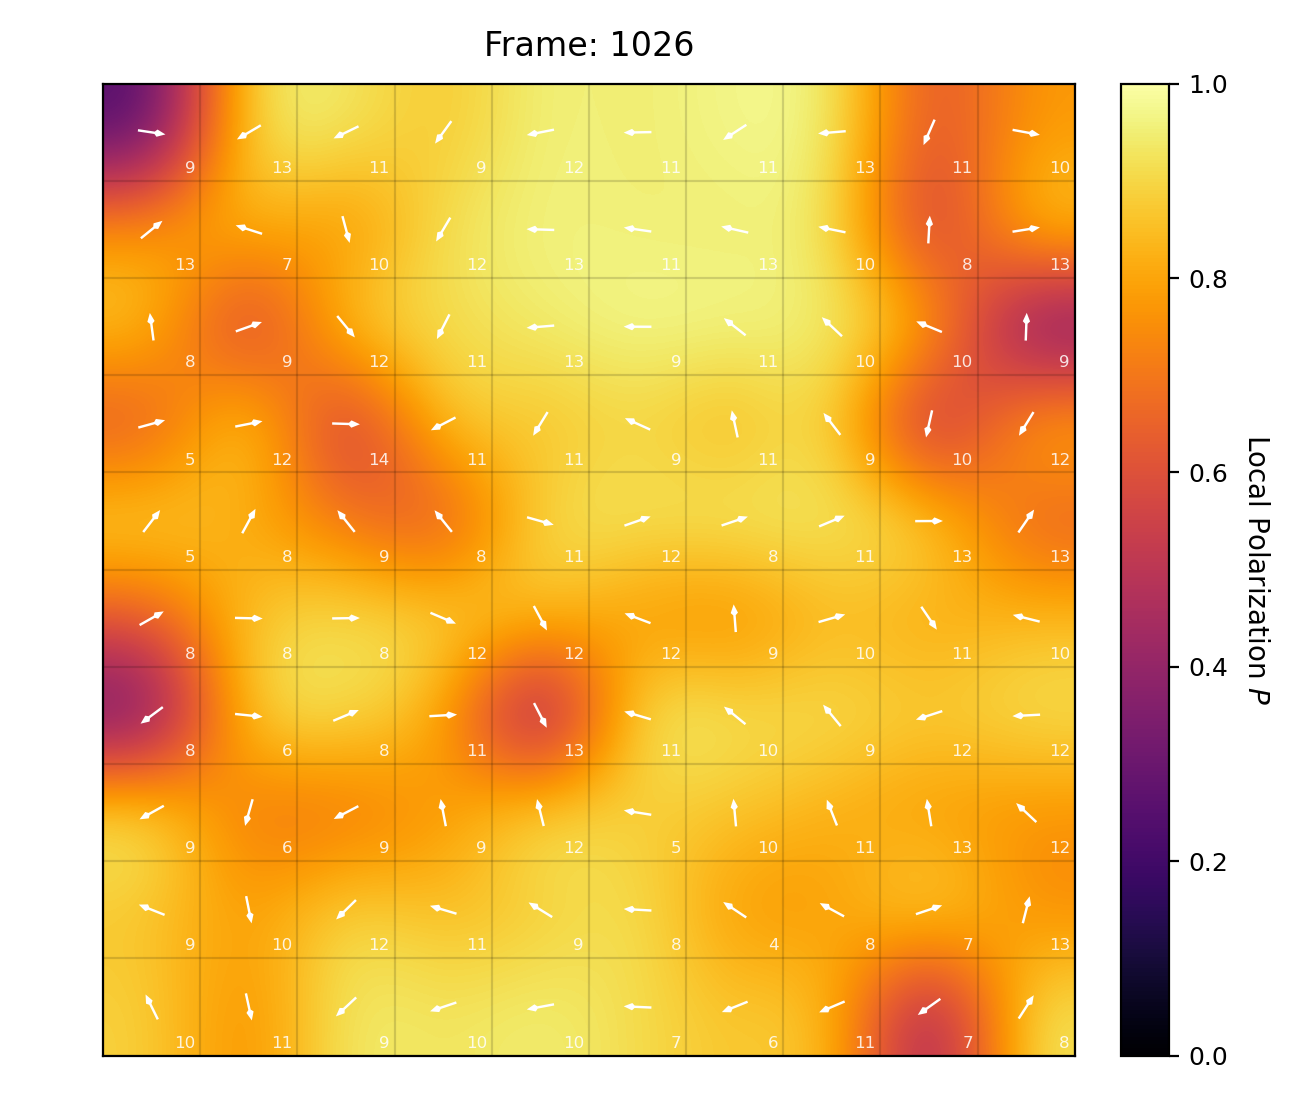 Frame: 1026
9 13 11 9 12 11 11 13 11 10
13 7 10 12 13 11 13 10 8 13
8 9 12 11 13 9 11 10 10 9
5 12 14 11 11 9 11 9 10 12
5 8 9 8 11 12 8 11 13 13
8 8 8 12 12 12 9 10 11 10
8 6 8 11 13 11 10 9 12 12
9 6 9 9 12 5 10 11 13 12
9 10 12 11 9 8 4 8 7 13
10 11 9 10 10 7 6 11 7 8
1.0
0.8
0.6
0.4
0.2
0.0
Local Polarization P